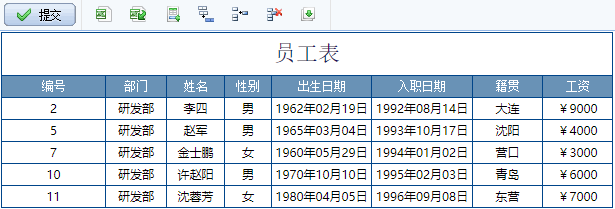 提交
员工表
编号 部门 姓名 性别 出生日期 入职日期 籍贯 工资
2 研发部 李四 男 1962年02月19日 1992年08月14日 大连 ¥9000
5 研发部 赵军 男 1965年03月04日 1993年10月17日 沈阳 ¥4000
7 研发部 金士鹏 女 1960年05月29日 1994年01月02日 营口 ¥3000
10 研发部 许赵阳 男 1970年10月10日 1995年02月03日 青岛 ¥6000
11 研发部 沈蓉芳 女 1980年04月05日 1996年09月08日 东营 ¥7000